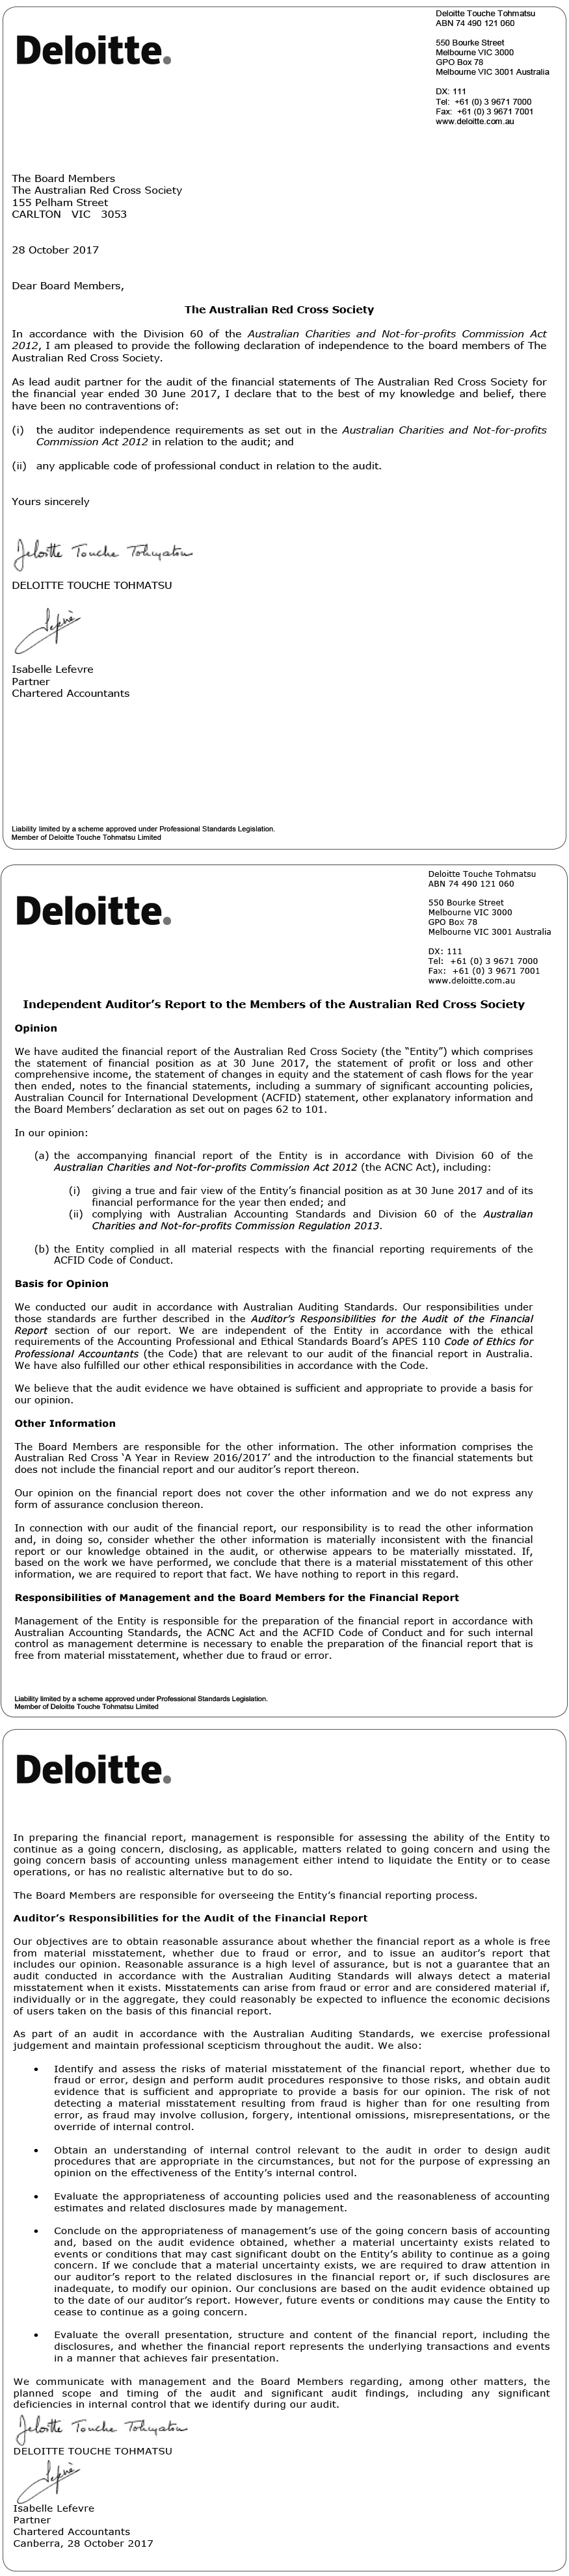 Deloitte.
Deloitte Touche Tohmatsu
ABN 74 490 121 060
550 Bourke Street
Melbourne VIC 3000
GPO Box 78
Melbourne VIC 3001 Australia
DX: 111
Tel: +61 (0) 3 9671 7000
Fax: +61 (0) 3 9671 7001
www.deloitte.com.au
The Board Members
The Australian Red Cross Society
155 Pelham Street
CARLTON VIC 3053
28 October 2017
Dear Board Members,
The Australian Red Cross Society
In accordance with the Division 60 of the Australian Charities and Not-for-profits Commission Act
2012, I am pleased to provide the following declaration of independence to the board members of The
Australian Red Cross Society.
As lead audit partner for the audit of the financial statements of The Australian Red Cross Society for
the financial year ended 30 June 2017, I declare that to the best of my knowledge and belief, there
have been no contraventions of:
(i) the auditor independence requirements as set out in the Australian Charities and Not-for-profits
Commission Act 2012 in relation to the audit; and
(ii) any applicable code of professional conduct in relation to the audit.
Yours sincerely
Deloitte Touche Tohmatsu
DELOITTE TOUCHE TOHMATSU
Isabelle Lefevre
Partner
Chartered Accountants
Liability limited by a scheme approved under Professional Standards Legislation.
Member of Deloitte Touche Tohmatsu Limited
Deloitte.
Deloitte Touche Tohmatsu
ABN 74 490 121 060
550 Bourke Street
Melbourne VIC 3000
GPO Box 78
Melbourne VIC 3001 Australia
DX: 111
Tel: +61 (0) 3 9671 7000
Fax: +61 (0) 3 9671 7001
www.deloitte.com.au
Independent Auditor's Report to the Members of the Australian Red Cross Society
Opinion
We have audited the financial report of the Australian Red Cross Society (the “Entity”) which comprises
the statement of financial position as at 30 June 2017, the statement of profit or loss and other
comprehensive income, the statement of changes in equity and the statement of cash flows for the year
then ended, notes to the financial statements, including a summary of significant accounting policies,
Australian Council for International Development (ACFID) statement, other explanatory information and
the Board Members’ declaration as set out on pages 62 to 101.
In our opinion:
(a) the accompanying financial report of the Entity is in accordance with Division 60 of the
Australian Charities and Not-for-profits Commission Act 2012 (the ACNC Act), including:
(i) giving a true and fair view of the Entity’s financial position as at 30 June 2017 and of its
financial performance for the year then ended; and
(ii) complying with Australian Accounting Standards and Division 60 of the Australian
Charities and Not-for-profits Commission Regulation 2013.
(b) the Entity complied in all material respects with the financial reporting requirements of the
ACFID Code of Conduct.
Basis for Opinion
We conducted our audit in accordance with Australian Auditing Standards. Our responsibilities under
those standards are further described in the Auditor’s Responsibilities for the Audit of the Financial
Report section of our report. We are independent of the Entity in accordance with the ethical
requirements of the Accounting Professional and Ethical Standards Board’s APES 110 Code of Ethics for
Professional Accountants (the Code) that are relevant to our audit of the financial report in Australia.
We have also fulfilled our other ethical responsibilities in accordance with the Code.
We believe that the audit evidence we have obtained is sufficient and appropriate to provide a basis for
our opinion.
Other Information
The Board Members are responsible for the other information. The other information comprises the
Australian Red Cross ‘A Year in Review 2016/2017’ and the introduction to the financial statements but
does not include the financial report and our auditor’s report thereon.
Our opinion on the financial report does not cover the other information and we do not express any
form of assurance conclusion thereon.
In connection with our audit of the financial report, our responsibility is to read the other information
and, in doing so, consider whether the other information is materially inconsistent with the financial
report or our knowledge obtained in the audit, or otherwise appears to be materially misstated. If,
based on the work we have performed, we conclude that there is a material misstatement of this other
information, we are required to report that fact. We have nothing to report in this regard.
Responsibilities of Management and the Board Members for the Financial Report
Management of the Entity is responsible for the preparation of the financial report in accordance with
Australian Accounting Standards, the ACNC Act and the ACFID Code of Conduct and for such internal
control as management determine is necessary to enable the preparation of the financial report that is
free from material misstatement, whether due to fraud or error.
Liability limited by a scheme approved under Professional Standards Legislation.
Member of Deloitte Touche Tohmatsu Limited
Deloitte.
In preparing the financial report, management is responsible for assessing the ability of the Entity to
continue as a going concern, disclosing, as applicable, matters related to going concern and using the
going concern basis of accounting unless management either intend to liquidate the Entity or to cease
operations, or has no realistic alternative but to do so.
The Board Members are responsible for overseeing the Entity’s financial reporting process.
Auditor’s Responsibilities for the Audit of the Financial Report
Our objectives are to obtain reasonable assurance about whether the financial report as a whole is free
from material misstatement, whether due to fraud or error, and to issue an auditor’s report that
includes our opinion. Reasonable assurance is a high level of assurance, but is not a guarantee that an
audit conducted in accordance with the Australian Auditing Standards will always detect a material
misstatement when it exists. Misstatements can arise from fraud or error and are considered material if,
individually or in the aggregate, they could reasonably be expected to influence the economic decisions
of users taken on the basis of this financial report.
As part of an audit in accordance with the Australian Auditing Standards, we exercise professional
judgement and maintain professional scepticism throughout the audit. We also:
• Identify and assess the risks of material misstatement of the financial report, whether due to
fraud or error, design and perform audit procedures responsive to those risks, and obtain audit
evidence that is sufficient and appropriate to provide a basis for our opinion. The risk of not
detecting a material misstatement resulting from fraud is higher than for one resulting from
error, as fraud may involve collusion, forgery, intentional omissions, misrepresentations, or the
override of internal control.
• Obtain an understanding of internal control relevant to the audit in order to design audit
procedures that are appropriate in the circumstances, but not for the purpose of expressing an
opinion on the effectiveness of the Entity’s internal control.
• Evaluate the appropriateness of accounting policies used and the reasonableness of accounting
estimates and related disclosures made by management.
• Conclude on the appropriateness of management’s use of the going concern basis of accounting
and, based on the audit evidence obtained, whether a material uncertainty exists related to
events or conditions that may cast significant doubt on the Entity’s ability to continue as a going
concern. If we conclude that a material uncertainty exists, we are required to draw attention in
our auditor’s report to the related disclosures in the financial report or, if such disclosures are
inadequate, to modify our opinion. Our conclusions are based on the audit evidence obtained up
to the date of our auditor’s report. However, future events or conditions may cause the Entity to
cease to continue as a going concern.
• Evaluate the overall presentation, structure and content of the financial report, including the
disclosures, and whether the financial report represents the underlying transactions and events
in a manner that achieves fair presentation.
We communicate with management and the Board Members regarding, among other matters, the
planned scope and timing of the audit and significant audit findings, including any significant
deficiencies in internal control that we identify during our audit.
Deloitte Touche Tohmatsu
DELOITTE TOUCHE TOHMATSU
Isabelle Lefevre
Partner
Chartered Accountants
Canberra, 28 October 2017